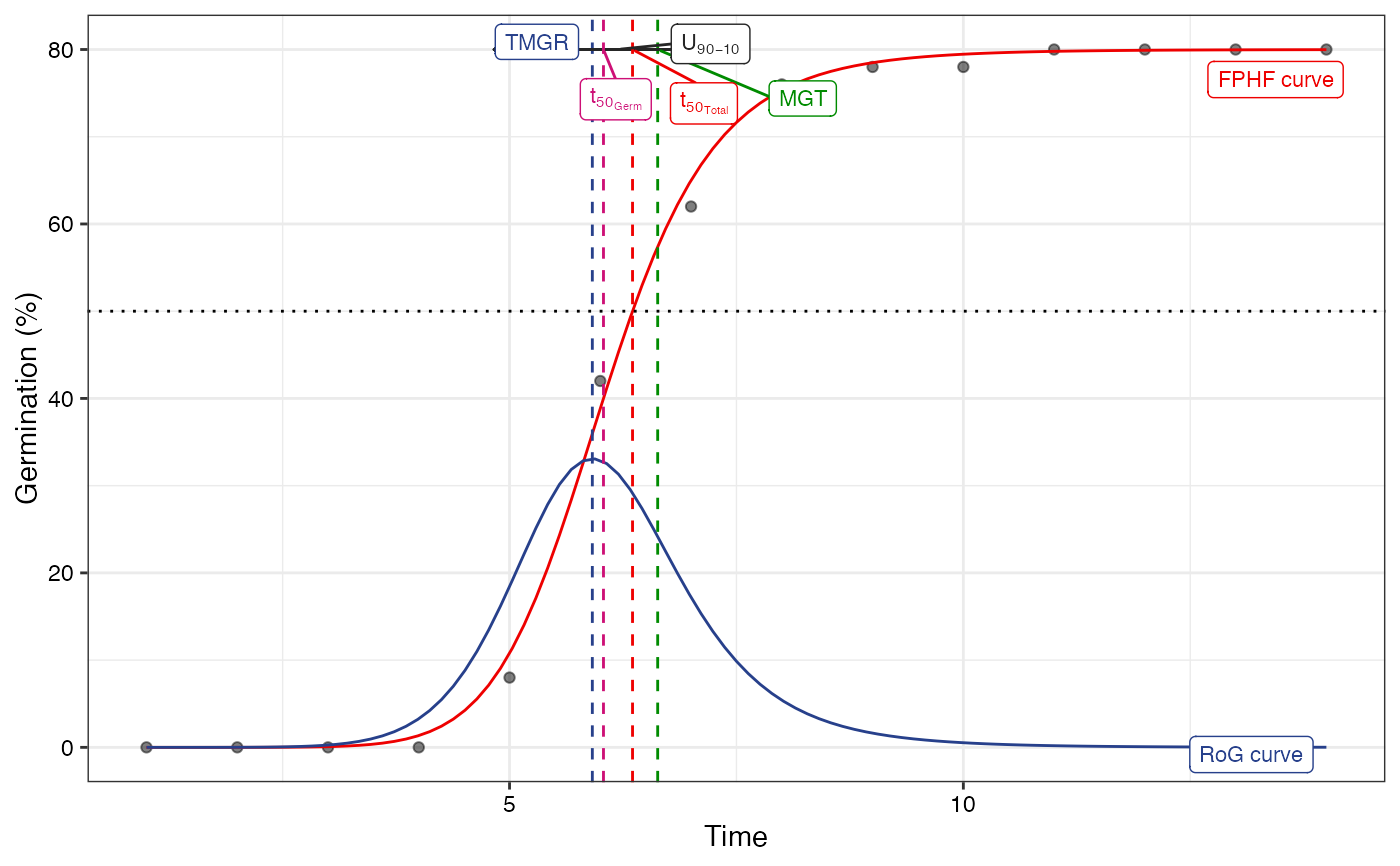 TMGR
U90−10
t50Germ
t50Total
MGT
FPHF curve
80
60
40
20
0
Germination (%)
RoG curve
5
10
Time